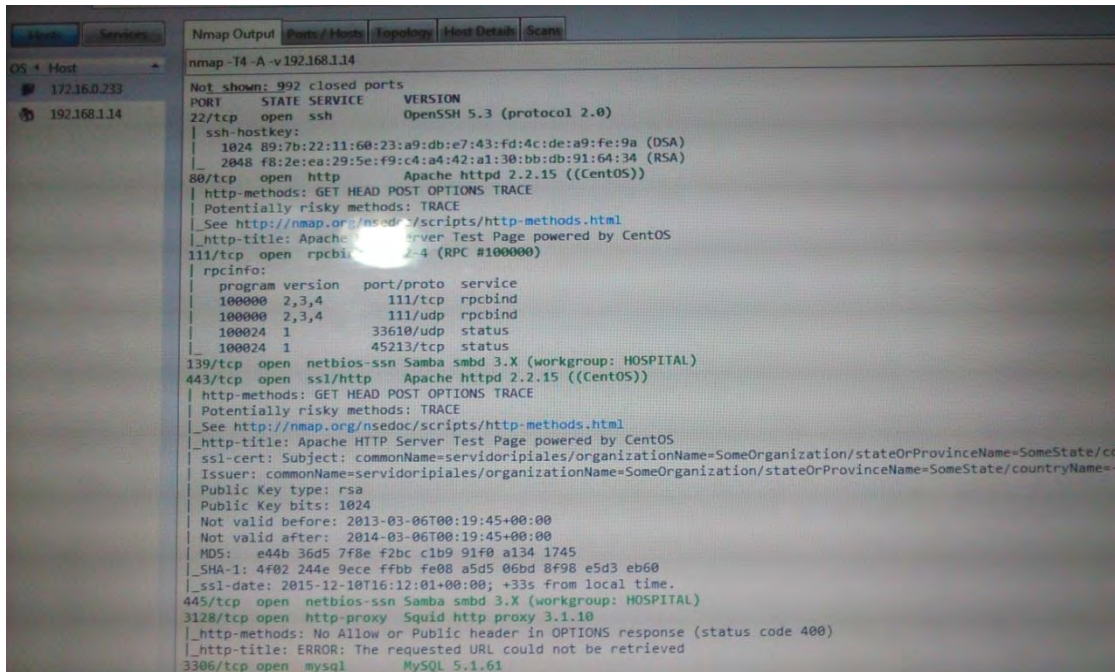 Hosts Services
Nmap Output Ports / Hosts Topology Host Details Scans
OS Host
nmap -T4 -A -v 192.168.1.14
172.16.0.233
192.168.1.14
Not shown: 992 closed ports
PORT STATE SERVICE VERSION
22/tcp open ssh OpenSSH 5.3 (protocol 2.0)
| ssh-hostkey:
| 1024 89:7b:22:11:60:23:a9:db:e7:43:fd:4c:de:a9:fe:9a (DSA)
|_ 2048 f8:2e:ea:29:5e:f9:c4:a4:42:a1:30:bb:db:91:64:34 (RSA)
80/tcp open http Apache httpd 2.2.15 ((CentOS))
| http-methods: GET HEAD POST OPTIONS TRACE
| Potentially risky methods: TRACE
|_See http://nmap.org/nsedoc/scripts/http-methods.html
|_http-title: Apache Server Test Page powered by CentOS
111/tcp open 2-4 (RPC #100000)
| rpcinfo:
| program version port/proto service
| 100000 2,3,4 111/tcp rpcbind
| 100000 2,3,4 111/udp rpcbind
| 100024 1 33610/udp status
|_ 100024 1 45213/tcp status
139/tcp open netbios-ssn Samba smbd 3.X (workgroup: HOSPITAL)
443/tcp open ssl/http Apache httpd 2.2.15 ((CentOS))
| http-methods: GET HEAD POST OPTIONS TRACE
| Potentially risky methods: TRACE
|_See http://nmap.org/nsedoc/scripts/http-methods.html
|_http-title: Apache HTTP Server Test Page powered by CentOS
| ssl-cert: Subject: commonName=servidoripiales/organizationName=SomeOrganization/stateOrProvinceName=SomeState/co
| Issuer: commonName=servidoripiales/organizationName=SomeOrganization/stateOrProvinceName=SomeState/countryName=
| Public Key type: rsa
| Public Key bits: 1024
| Not valid before: 2013-03-06T00:19:45+00:00
| Not valid after: 2014-03-06T00:19:45+00:00
| MD5: e44b 36d5 7f8e f2bc c1b9 91f0 a134 1745
|_SHA-1: 4f02 244e 9ece ffbb fe08 a5d5 06bd 8f98 e5d3 eb60
|_ssl-date: 2015-12-10T16:12:01+00:00; +33s from local time.
445/tcp open netbios-ssn Samba smbd 3.X (workgroup: HOSPITAL)
3128/tcp open http-proxy Squid http proxy 3.1.10
|_http-methods: No Allow or Public header in OPTIONS response (status code 400)
|_http-title: ERROR: The requested URL could not be retrieved
3306/tcp open mysql MySQL 5.1.61